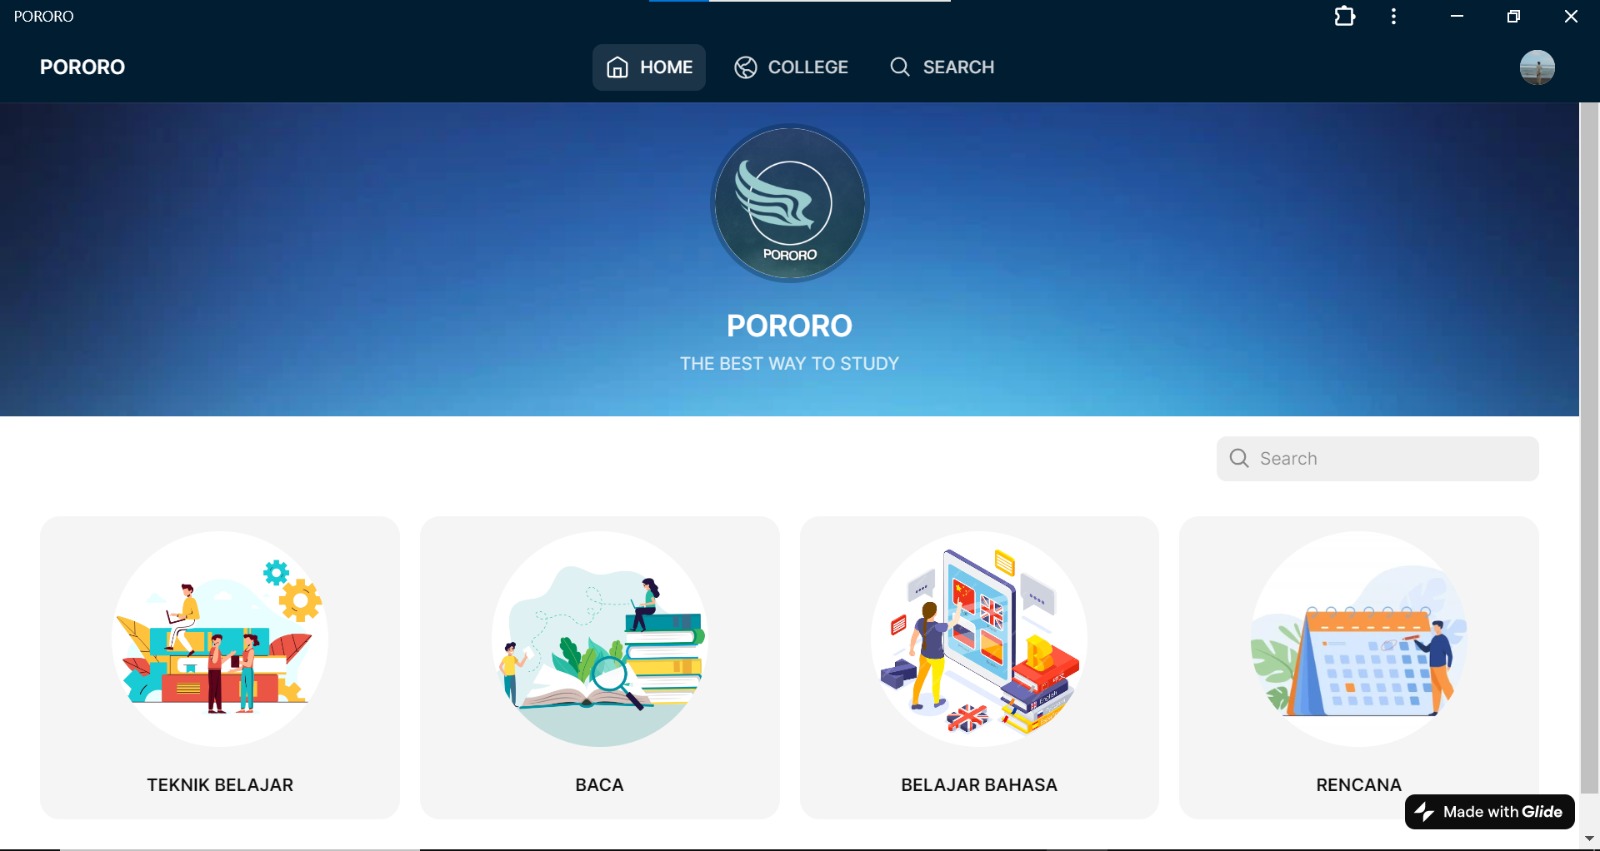 PORORO
PORORO
HOME
COLLEGE
SEARCH
PORORO
PORORO
THE BEST WAY TO STUDY
Search
TEKNIK BELAJAR
BACA
BELAJAR BAHASA
English
RENCANA
Made with Glide